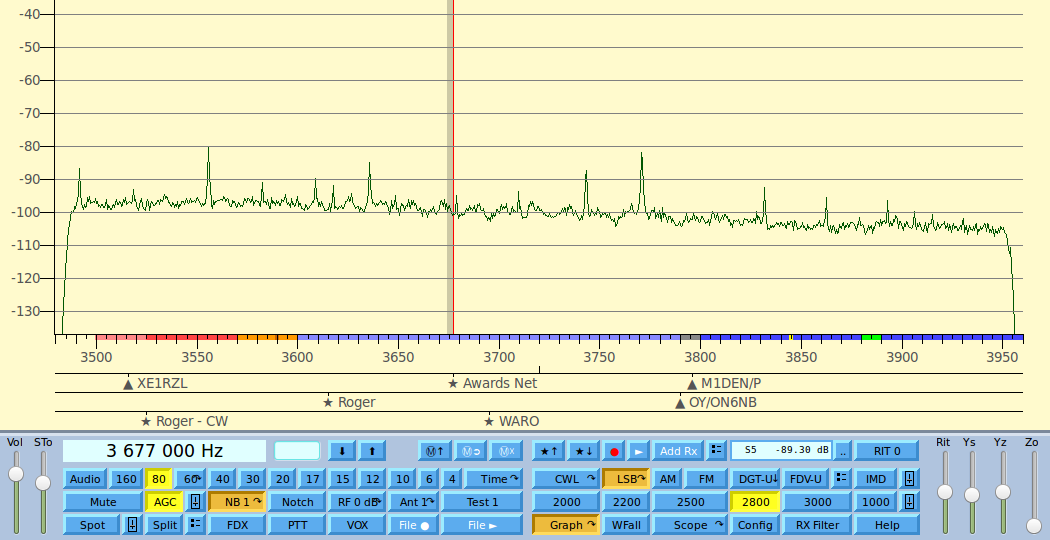 -40
-50
-60
-70
-80
-90
-100
-110
-120
-130
3500 3550 3600 3650 3700 3750 3800 3850 3900 3950
▲ XE1RZL ★ Awards Net ▲ M1DEN/P
★ Roger ▲ OY/ON6NB
★ Roger - CW ★ WARO
Vol STo 3 677 000 Hz ⬇ ⬆ Ⓜ↑ Ⓜ➲ Ⓜ× ★↑ ★↓ ● ► Add Rx S5 -89.30 dB .. RIT 0 Rit Ys Yz Zo
Audio 160 80 60 40 30 20 17 15 12 10 6 4 Time CWL LSB AM FM DGT-U FDV-U IMD
Mute AGC NB 1 Notch RF 0 dB Ant 1 Test 1 2000 2200 2500 2800 3000 1000
Spot Split FDX PTT VOX File ● File ► Graph WFall Scope Config RX Filter Help